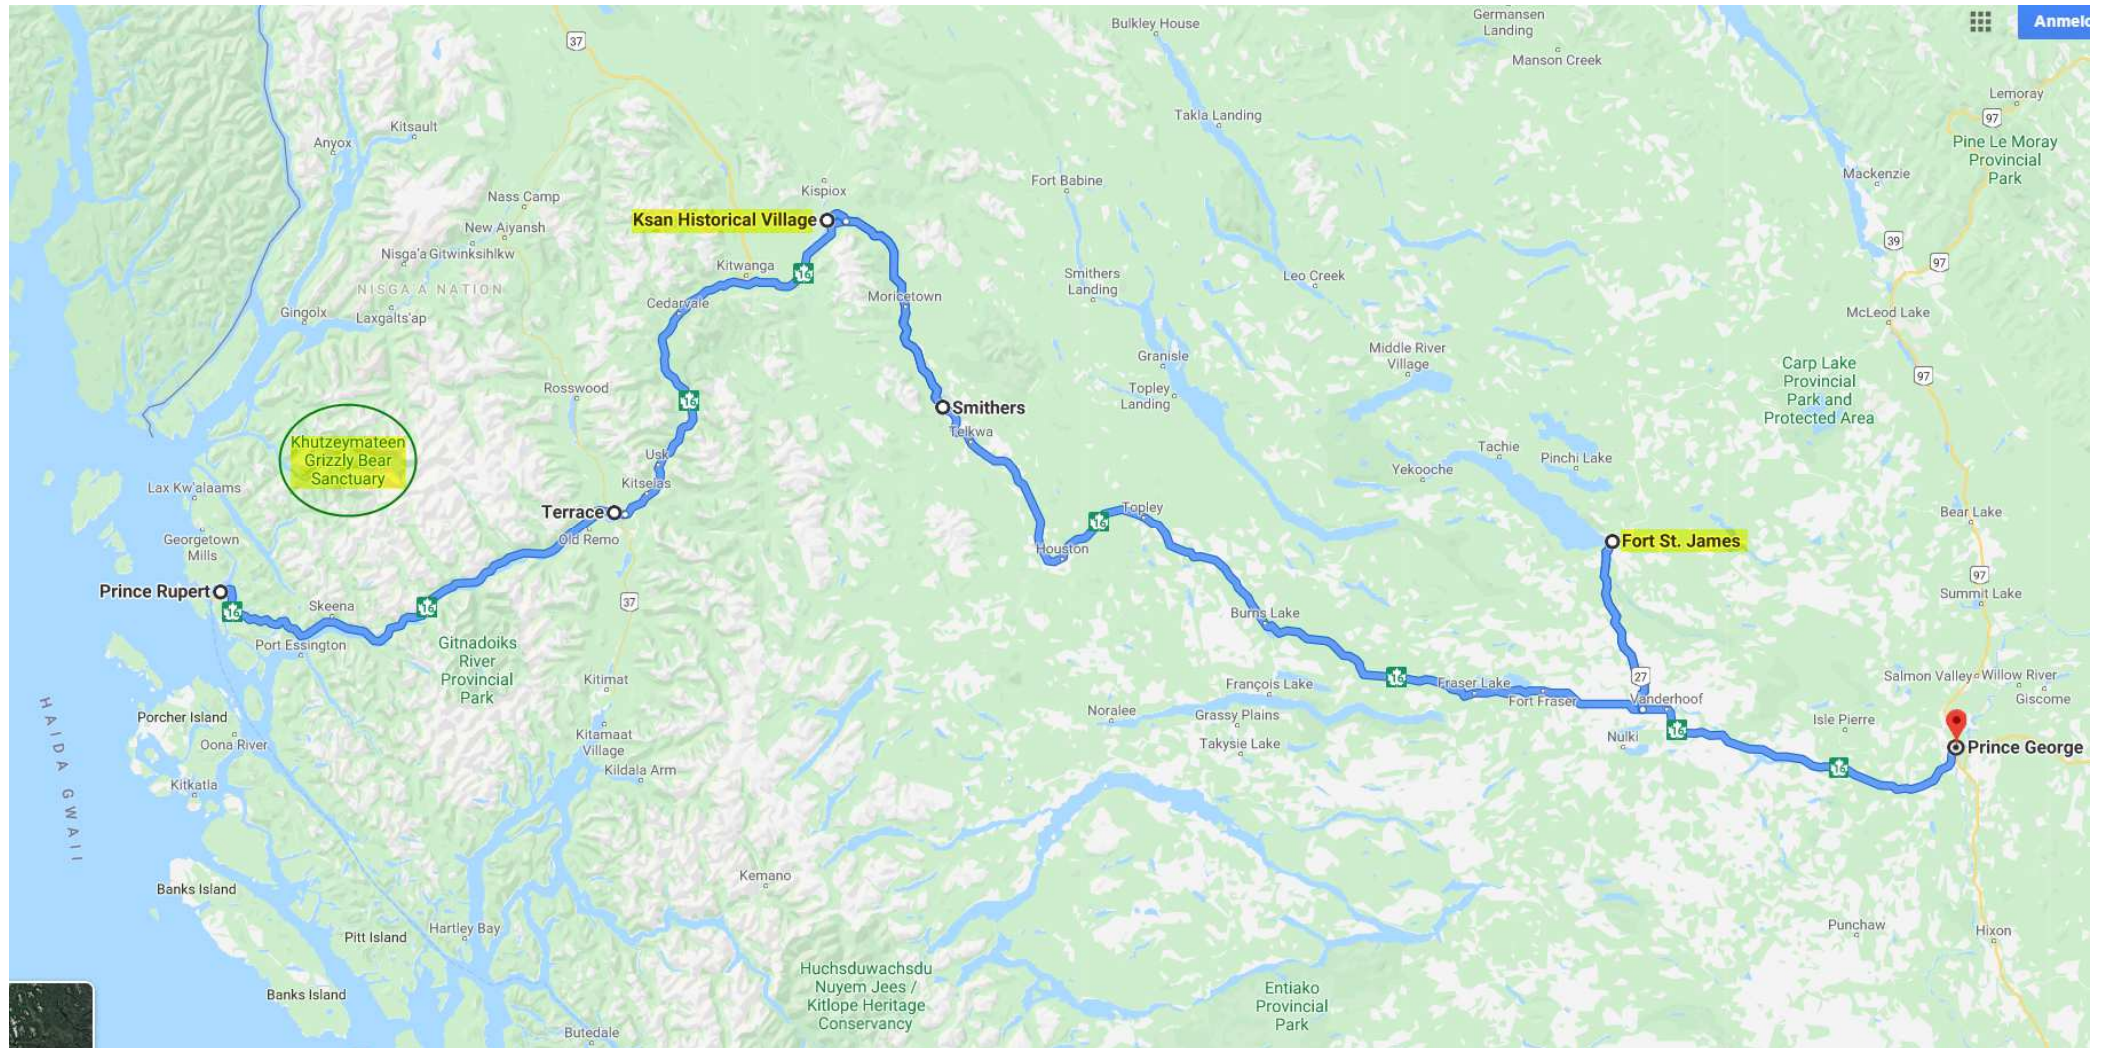 Bulkley House
Germansen
Landing
Anmeld
37
Manson Creek
Lemoray
97
Takla Landing
Kitsault
Anyox
Pine Le Moray
Provincial
Park
Mackenzie
Fort Babine
Kispiox
Nass Camp
Ksan Historical Village
New Aiyansh
39
Nisga'a Gitwinksihlkw
97
Kitwanga
16
Smithers
Landing
Leo Creek
NISGA'A NATION
Moricetown
Cedarvale
Gingolx
Laxgalts'ap
McLeod Lake
Middle River
Village
Granisle
Carp Lake
Provincial
Park and
Protected Area
97
Rosswood
Topley
Landing
16
Smithers
Telkwa
Khutzeymateen
Grizzly Bear
Sanctuary
Tachie
Pinchi Lake
Usk
Yekooche
Kitselas
Lax Kw'alaams
Terrace
Topley
16
Bear Lake
Old Remo
Georgetown
Mills
Fort St. James
Houston
97
Prince Rupert
16
Skeena
16
37
Summit Lake
Burns Lake
Port Essington
Gitnadoiks
River
Provincial
Park
Kitimat
27
16
François Lake
Fraser Lake
Salmon Valley
Willow River
Giscome
Fort Fraser
Vanderhoof
HAIDA GWAII
Porcher Island
Noralee
Grassy Plains
Isle Pierre
16
Nulki
Oona River
Kitamaat
Village
Takysie Lake
Prince George
16
Kildala Arm
Kitkatla
Kemano
Banks Island
Punchaw
Hixon
Hartley Bay
Pitt Island
Huchsduwachsdu
Nuyem Jees /
Kitlope Heritage
Conservancy
Banks Island
Entiako
Provincial
Park
Butedale